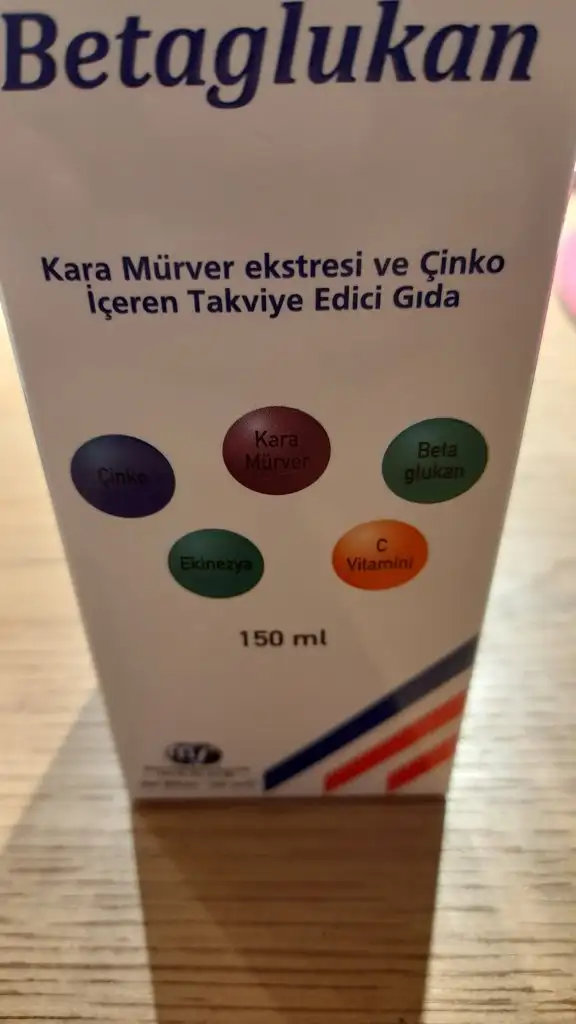 Betaglukan
Kara Mürver ekstresi ve Çinko
İçeren Takviye Edici Gıda
Çinko
Kara
Mürver
Beta
glukan
Ekinezya
C
Vitamini
150 ml